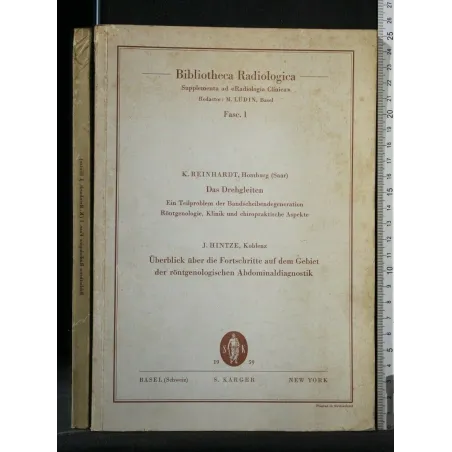 Bibliotheca Radiologica
Supplementa ad «Radiologia Clinica»
Redactor: M. LÜDIN, Basel
Fasc. 1
K. REINHARDT, Homburg (Saar)
Das Drehgleiten
Ein Teilproblem der Bandscheibendegeneration
Röntgenologie, Klinik und chiropraktische Aspekte
J. HINTZE, Koblenz
Überblick über die Fortschritte auf dem Gebiet
der röntgenologischen Abdominaldiagnostik
S K
BASEL (Schweiz) S. KARGER NEW YORK